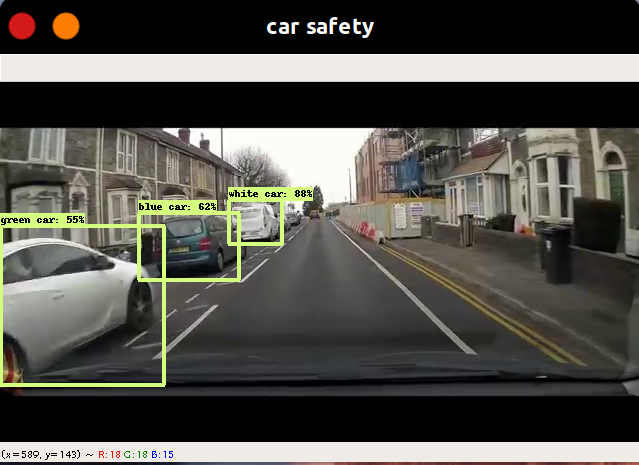 car safety
white car: 88%
blue car: 62%
green car: 55%
(x=589, y=143) ~ R:18 G:18 B:15